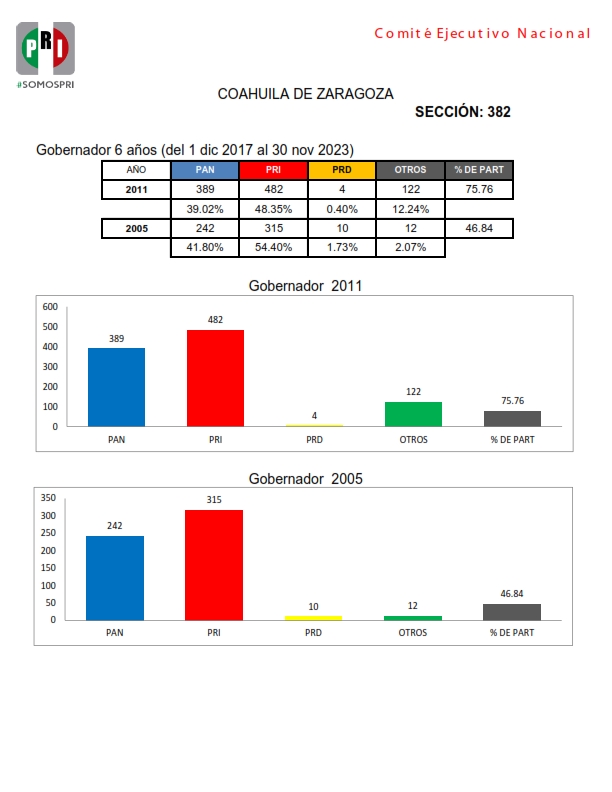 PRI
#SOMOSPRI
Comité Ejecutivo Nacional
COAHUILA DE ZARAGOZA
SECCIÓN: 382
Gobernador 6 años (del 1 dic 2017 al 30 nov 2023)
AÑO PAN PRI PRD OTROS % DE PART
2011 389 482 4 122 75.76
39.02% 48.35% 0.40% 12.24%
2005 242 315 10 12 46.84
41.80% 54.40% 1.73% 2.07%
Gobernador 2011
600
500
400
300
200
100
0
389
482
4
122
75.76
PAN PRI PRD OTROS % DE PART
Gobernador 2005
350
300
250
200
150
100
50
0
242
315
10
12
46.84
PAN PRI PRD OTROS % DE PART